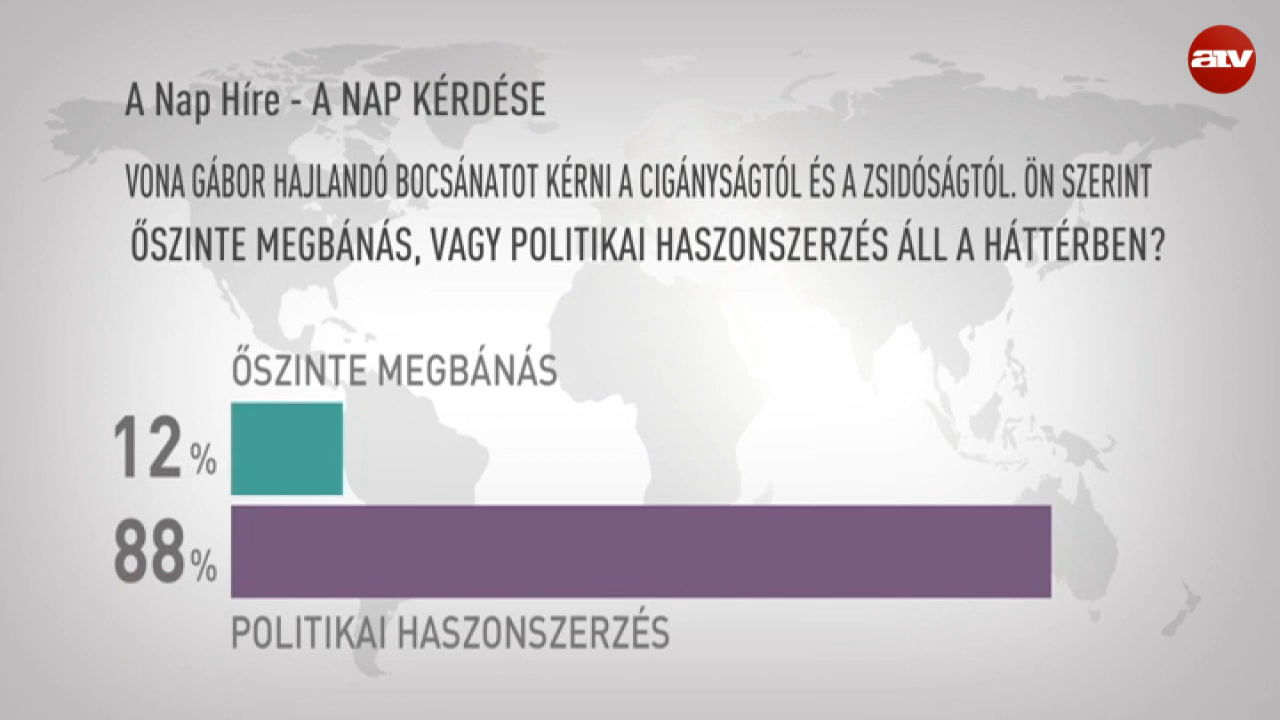 atv
A Nap Híre - A NAP KÉRDÉSE
VONA GÁBOR HAJLANDÓ BOCSÁNATOT KÉRNI A CIGÁNYSÁGTÓL ÉS A ZSIDÓSÁGTÓL. ÖN SZERINT
ŐSZINTE MEGBÁNÁS, VAGY POLITIKAI HASZONSZERZÉS ÁLL A HÁTTÉRBEN?
ŐSZINTE MEGBÁNÁS
12%
88%
POLITIKAI HASZONSZERZÉS